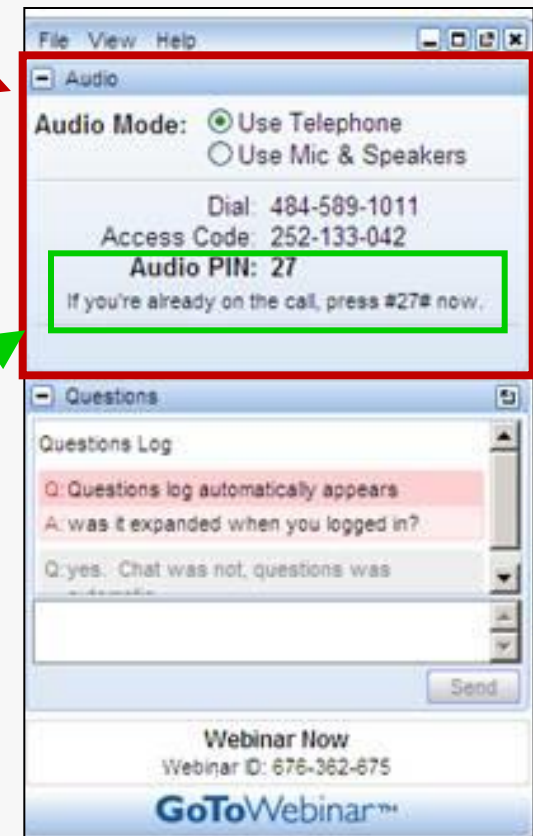 File View Help
Audio
Audio Mode: Use Telephone
Use Mic & Speakers
Dial: 484-589-1011
Access Code: 252-133-042
Audio PIN: 27
If you're already on the call, press #27# now.
Questions
Questions Log
Q: Questions log automatically appears
A: was it expanded when you logged in?
Q: yes. Chat was not, questions was
Send
Webinar Now
Webinar ID: 676-362-675
GoToWebinar™